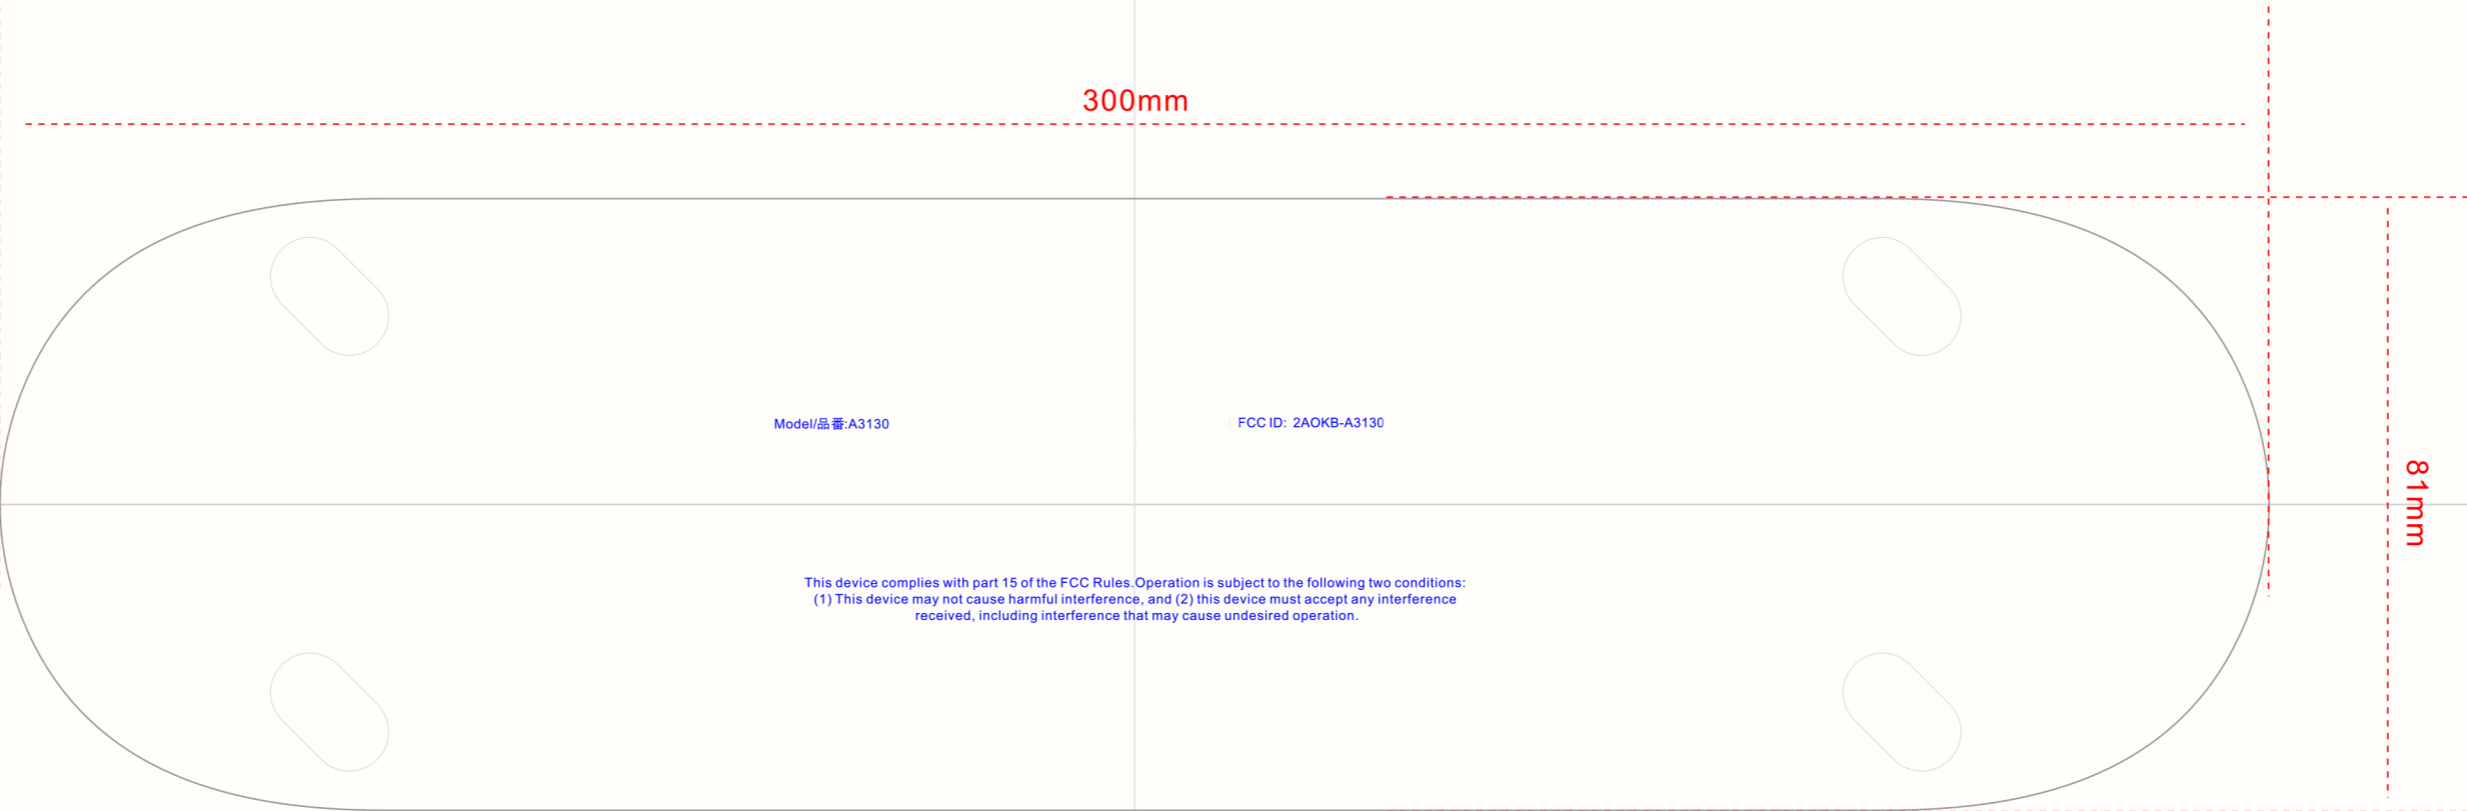 300mm
Model/品番:A3130
FCC ID: 2AOKB-A3130
81mm
This device complies with part 15 of the FCC Rules.Operation is subject to the following two conditions:
(1) This device may not cause harmful interference, and (2) this device must accept any interference
received, including interference that may cause undesired operation.